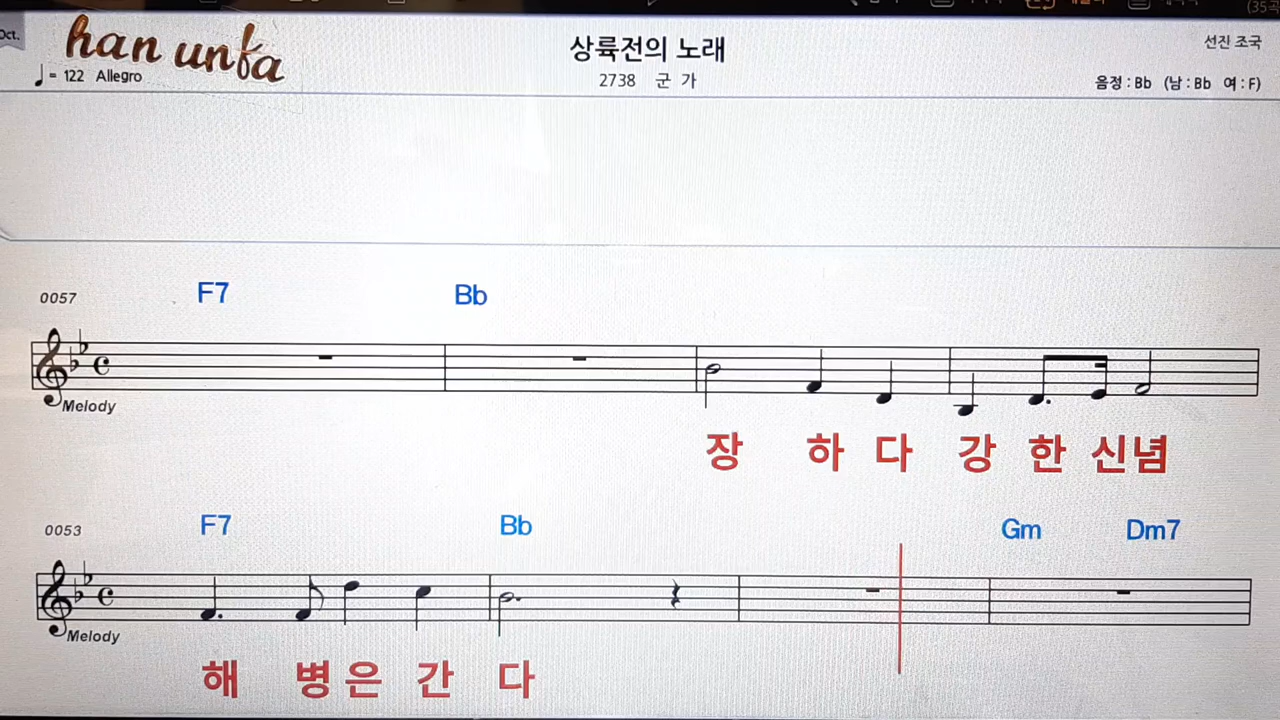 Oct.
han unfa
상륙전의 노래
선진 조국
= 122 Allegro
2738 군 가
음정 : Bb (남 : Bb 여 : F)
0057 F7 Bb
Melody
장 하 다 강 한 신 념
0053 F7 Bb Gm Dm7
Melody
해 병 은 간 다